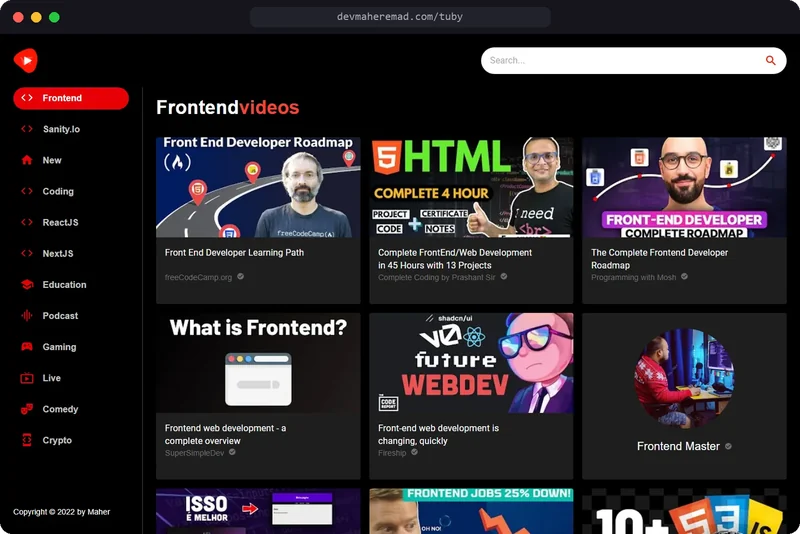 devmaheremad.com/tuby
Search...
Frontend
Sanity.Io
New
Coding
ReactJS
NextJS
Education
Podcast
Gaming
Live
Comedy
Crypto
Copyright © 2022 by Maher
Frontendvideos
Front End Developer Roadmap
freeCodeCamp(
Front End Developer Learning Path
freeCodeCamp.org
HTML
COMPLETE 4 HOUR
PROJECT CODE + CERTIFICATE NOTES
I need
<br>
Complete FrontEnd/Web Development
in 45 Hours with 13 Projects
Complete Coding by Prashant Sir
FRONT-END DEVELOPER
COMPLETE ROADMAP
The Complete Frontend Developer
Roadmap
Programming with Mosh
What is Frontend?
Frontend web development - a
complete overview
SuperSimpleDev
shadcn/ui
v0
future
WEBDEV
THE CODE REPORT
Front-end web development is
changing, quickly
Fireship
Frontend Master
ISSO
É MELHOR
FRONTEND JOBS 25% DOWN!
OH NO!
10+